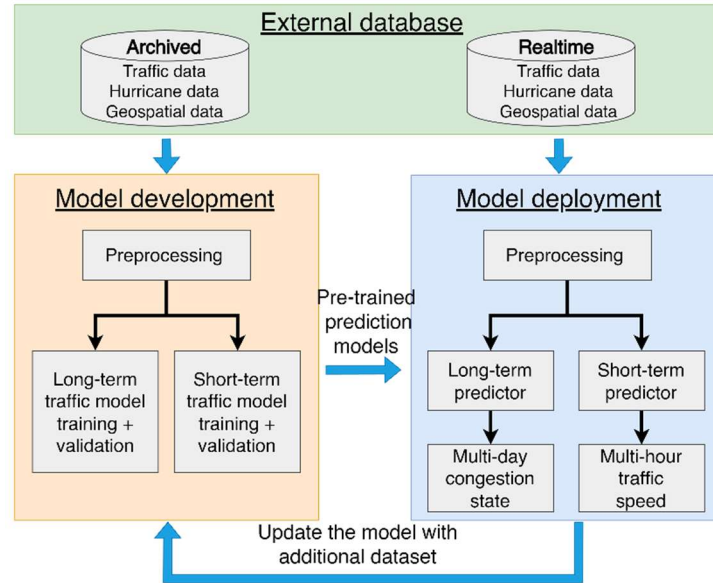 External database
Archived
Traffic data
Hurricane data
Geospatial data
Realtime
Traffic data
Hurricane data
Geospatial data
Model development
Preprocessing
Long-term
traffic model
training +
validation
Short-term
traffic model
training +
validation
Pre-trained
prediction
models
Model deployment
Preprocessing
Long-term
predictor
Short-term
predictor
Multi-day
congestion
state
Multi-hour
traffic
speed
Update the model with
additional dataset